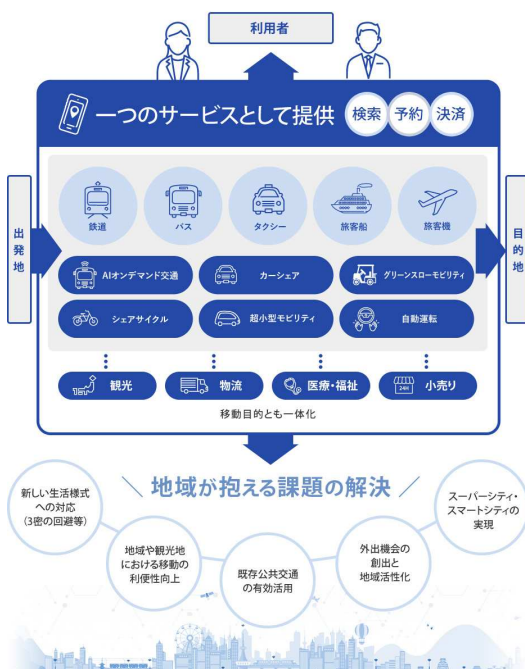 利用者
一つのサービスとして提供
検索
予約
決済
出発地
目的地
鉄道
バス
タクシー
旅客船
旅客機
AIオンデマンド交通
カーシェア
グリーンスローモビリティ
シェアサイクル
超小型モビリティ
自動運転
観光
物流
24H
医療・福祉
小売り
移動目的とも一体化
地域が抱える課題の解決
新しい生活様式
への対応
(3密の回避等)
地域や観光地
における移動の
利便性向上
既存公共交通
の有効活用
外出機会の
創出と
地域活性化
スーパーシティ・
スマートシティの
実現